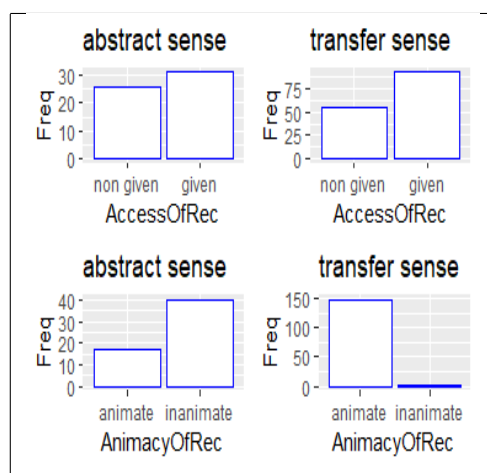 abstract sense
30
20
10
0
Freq
non given given
AccessOfRec
transfer sense
75
50
25
0
Freq
non given given
AccessOfRec
abstract sense
40
30
20
10
0
Freq
animate inanimate
AnimacyOfRec
transfer sense
150
100
50
0
Freq
animate inanimate
AnimacyOfRec